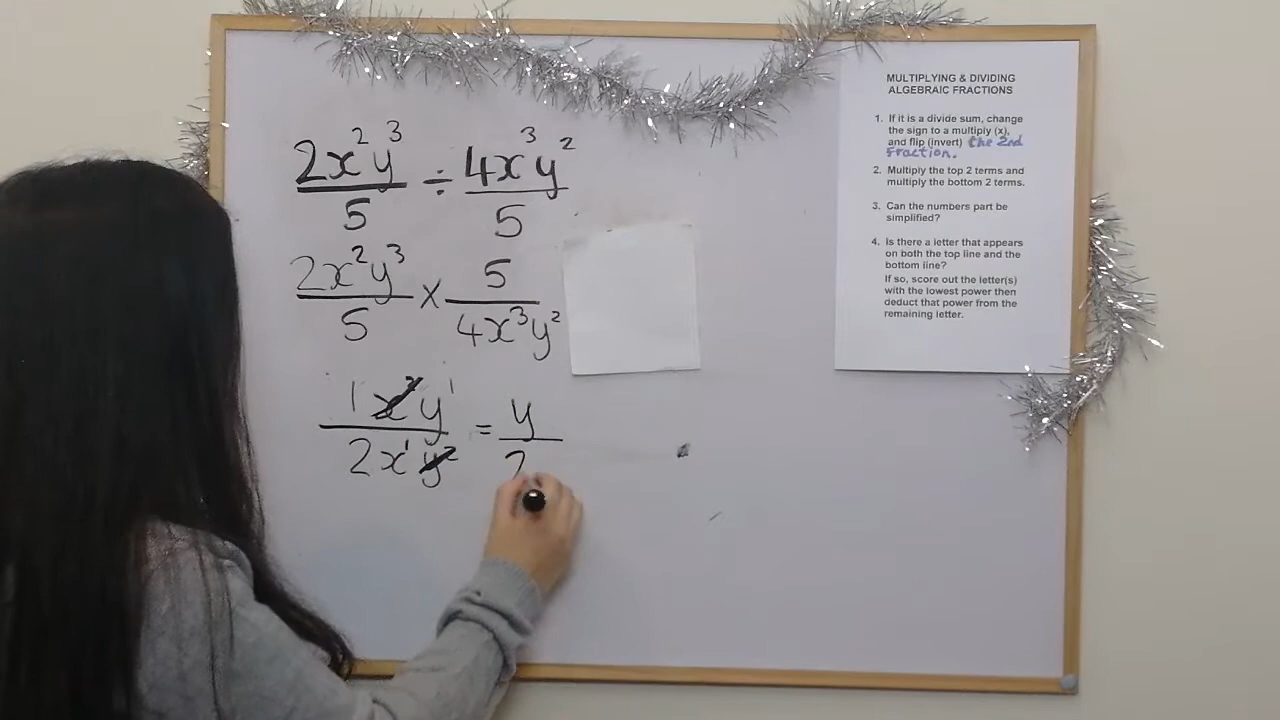 2x²y³/5 ÷ 4x³y²/5
2x²y³/5 × 5/4x³y²
1x²y¹/2x¹y² = y/2
MULTIPLYING & DIVIDING
ALGEBRAIC FRACTIONS
1. If it is a divide sum, change
the sign to a multiply (x),
and flip (invert) the 2nd
fraction.
2. Multiply the top 2 terms and
multiply the bottom 2 terms.
3. Can the numbers part be
simplified?
4. Is there a letter that appears
on both the top line and the
bottom line?
If so, score out the letter(s)
with the lowest power then
deduct that power from the
remaining letter.